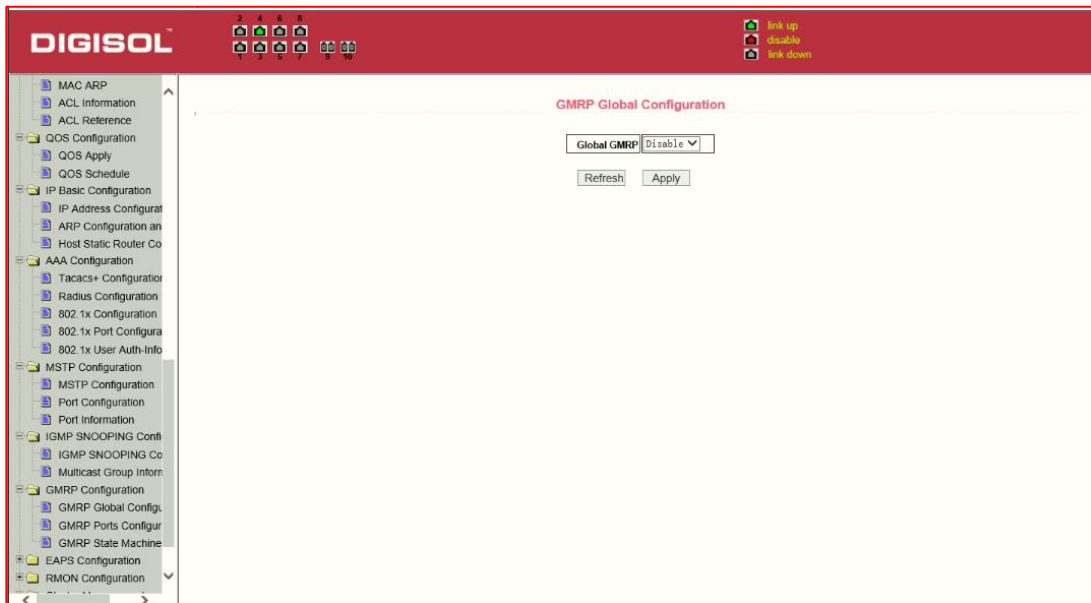 DIGISOL™
2 4 6 8
1 3 5 7 9 10
link up
disable
link down
MAC ARP
ACL Information
ACL Reference
QOS Configuration
QOS Apply
QOS Schedule
IP Basic Configuration
IP Address Configurat
ARP Configuration an
Host Static Router Co
AAA Configuration
Tacacs+ Configuration
Radius Configuration
802.1x Configuration
802.1x Port Configura
802.1x User Auth-Info
MSTP Configuration
MSTP Configuration
Port Configuration
Port Information
IGMP SNOOPING Confi
IGMP SNOOPING Co
Multicast Group Inform
GMRP Configuration
GMRP Global Configu
GMRP Ports Configur
GMRP State Machine
EAPS Configuration
RMON Configuration
GMRP Global Configuration
Global GMRP Disable
Refresh Apply